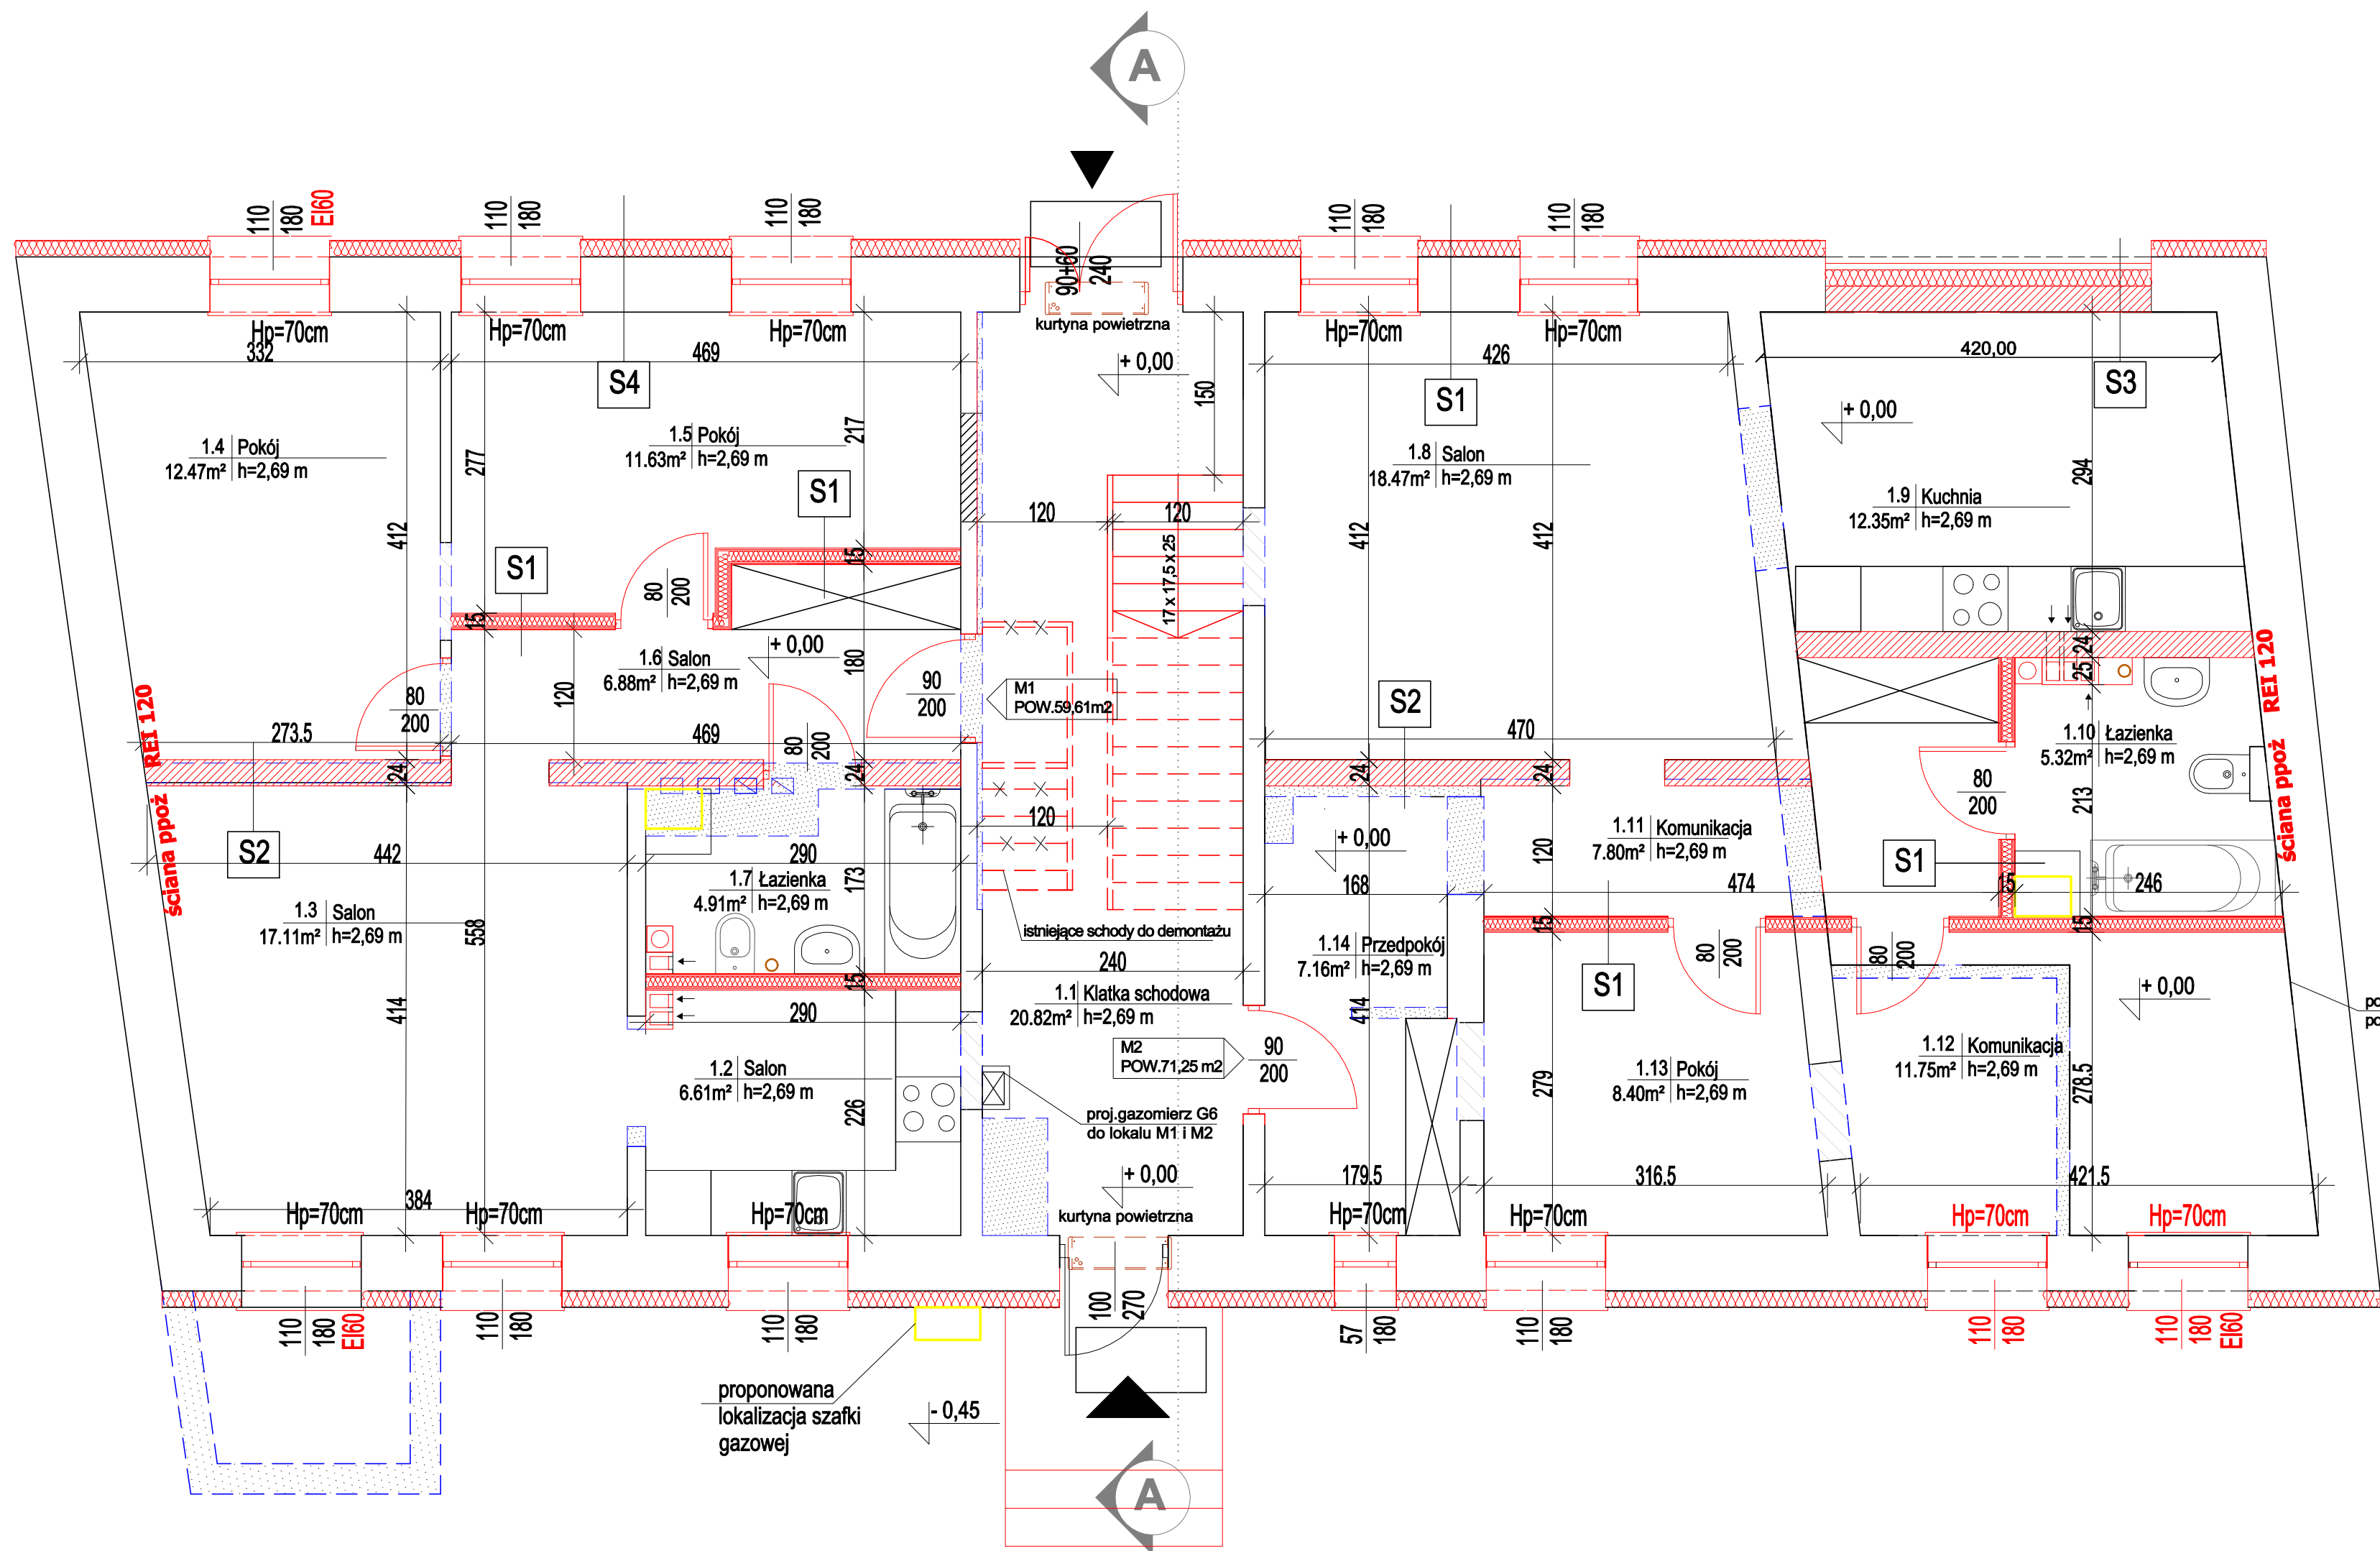 A
110
180
EI60
110
180
110
180
90+60
240
110
180
110
180
Hp=70cm
Hp=70cm
Hp=70cm
kurtyna powietrzna
Hp=70cm
Hp=70cm
332
469
426
420,00
S4
+ 0,00
S1
S3
150
+ 0,00
1.4 Pokój
12.47m² h=2,69 m
1.5 Pokój
11.63m² h=2,69 m
217
277
1.8 Salon
18.47m² h=2,69 m
294
S1
1.9 Kuchnia
12.35m² h=2,69 m
412
120
120
412
412
S1
15
80
200
17 x 17,5 x 25
15
+ 0,00
1.6 Salon
6.88m² h=2,69 m
180
24
25
REI 120
REI 120
120
80
200
90
200
M1
POW.59,61m2
S2
273.5
469
80
200
470
1.10 Łazienka
5.32m² h=2,69 m
24
24
24
24
80
200
213
ściana ppoż
ściana ppoż
120
1.11 Komunikacja
7.80m² h=2,69 m
+ 0,00
120
S2
442
290
S1
1.7 Łazienka
4.91m² h=2,69 m
173
168
474
15
246
1.3 Salon
17.11m² h=2,69 m
558
istniejące schody do demontażu
15
15
1.14 Przedpokój
7.16m² h=2,69 m
80
200
80
200
240
15
S1
1.1 Klatka schodowa
20.82m² h=2,69 m
+ 0,00
414
290
414
po
po
M2
POW.71,25 m2
90
200
1.12 Komunikacja
11.75m² h=2,69 m
1.2 Salon
6.61m² h=2,69 m
1.13 Pokój
8.40m² h=2,69 m
279
278.5
226
proj.gazomierz G6
do lokalu M1 i M2
+ 0,00
179.5
316.5
421.5
384
Hp=70cm
Hp=70cm
Hp=70cm
kurtyna powietrzna
Hp=70cm
Hp=70cm
Hp=70cm
Hp=70cm
110
180
EI60
110
180
110
180
100
270
57
180
110
180
110
180
110
180
EI60
proponowana
lokalizacja szafki
gazowej
- 0,45
A